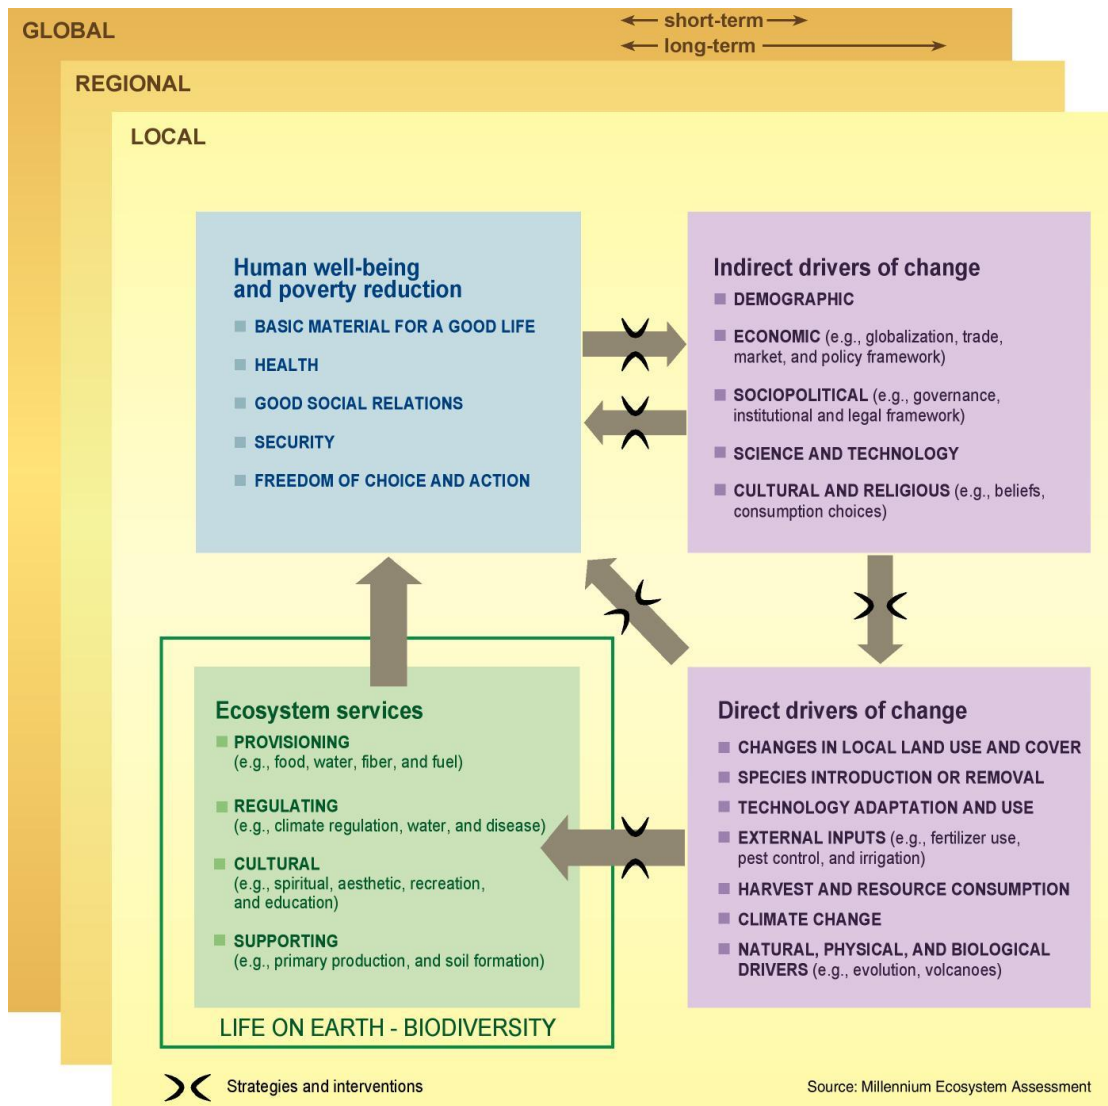 GLOBAL
short-term
long-term
REGIONAL
LOCAL
Human well-being
and poverty reduction
BASIC MATERIAL FOR A GOOD LIFE
HEALTH
GOOD SOCIAL RELATIONS
SECURITY
FREEDOM OF CHOICE AND ACTION
Indirect drivers of change
DEMOGRAPHIC
ECONOMIC (e.g., globalization, trade,
market, and policy framework)
SOCIOPOLITICAL (e.g., governance,
institutional and legal framework)
SCIENCE AND TECHNOLOGY
CULTURAL AND RELIGIOUS (e.g., beliefs,
consumption choices)
Ecosystem services
PROVISIONING
(e.g., food, water, fiber, and fuel)
REGULATING
(e.g., climate regulation, water, and disease)
CULTURAL
(e.g., spiritual, aesthetic, recreation,
and education)
SUPPORTING
(e.g., primary production, and soil formation)
LIFE ON EARTH - BIODIVERSITY
Direct drivers of change
CHANGES IN LOCAL LAND USE AND COVER
SPECIES INTRODUCTION OR REMOVAL
TECHNOLOGY ADAPTATION AND USE
EXTERNAL INPUTS (e.g., fertilizer use,
pest control, and irrigation)
HARVEST AND RESOURCE CONSUMPTION
CLIMATE CHANGE
NATURAL, PHYSICAL, AND BIOLOGICAL
DRIVERS (e.g., evolution, volcanoes)
Strategies and interventions
Source: Millennium Ecosystem Assessment